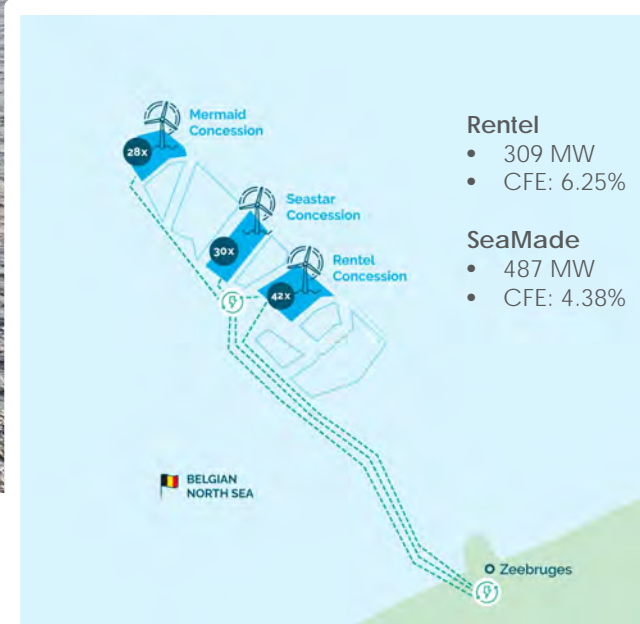 Mermaid
Concession
28x
Seastar
Concession
30x
Rentel
Concession
42x
Rentel
• 309 MW
• CFE: 6.25%
SeaMade
• 487 MW
• CFE: 4.38%
BELGIAN
NORTH SEA
Zeebruges